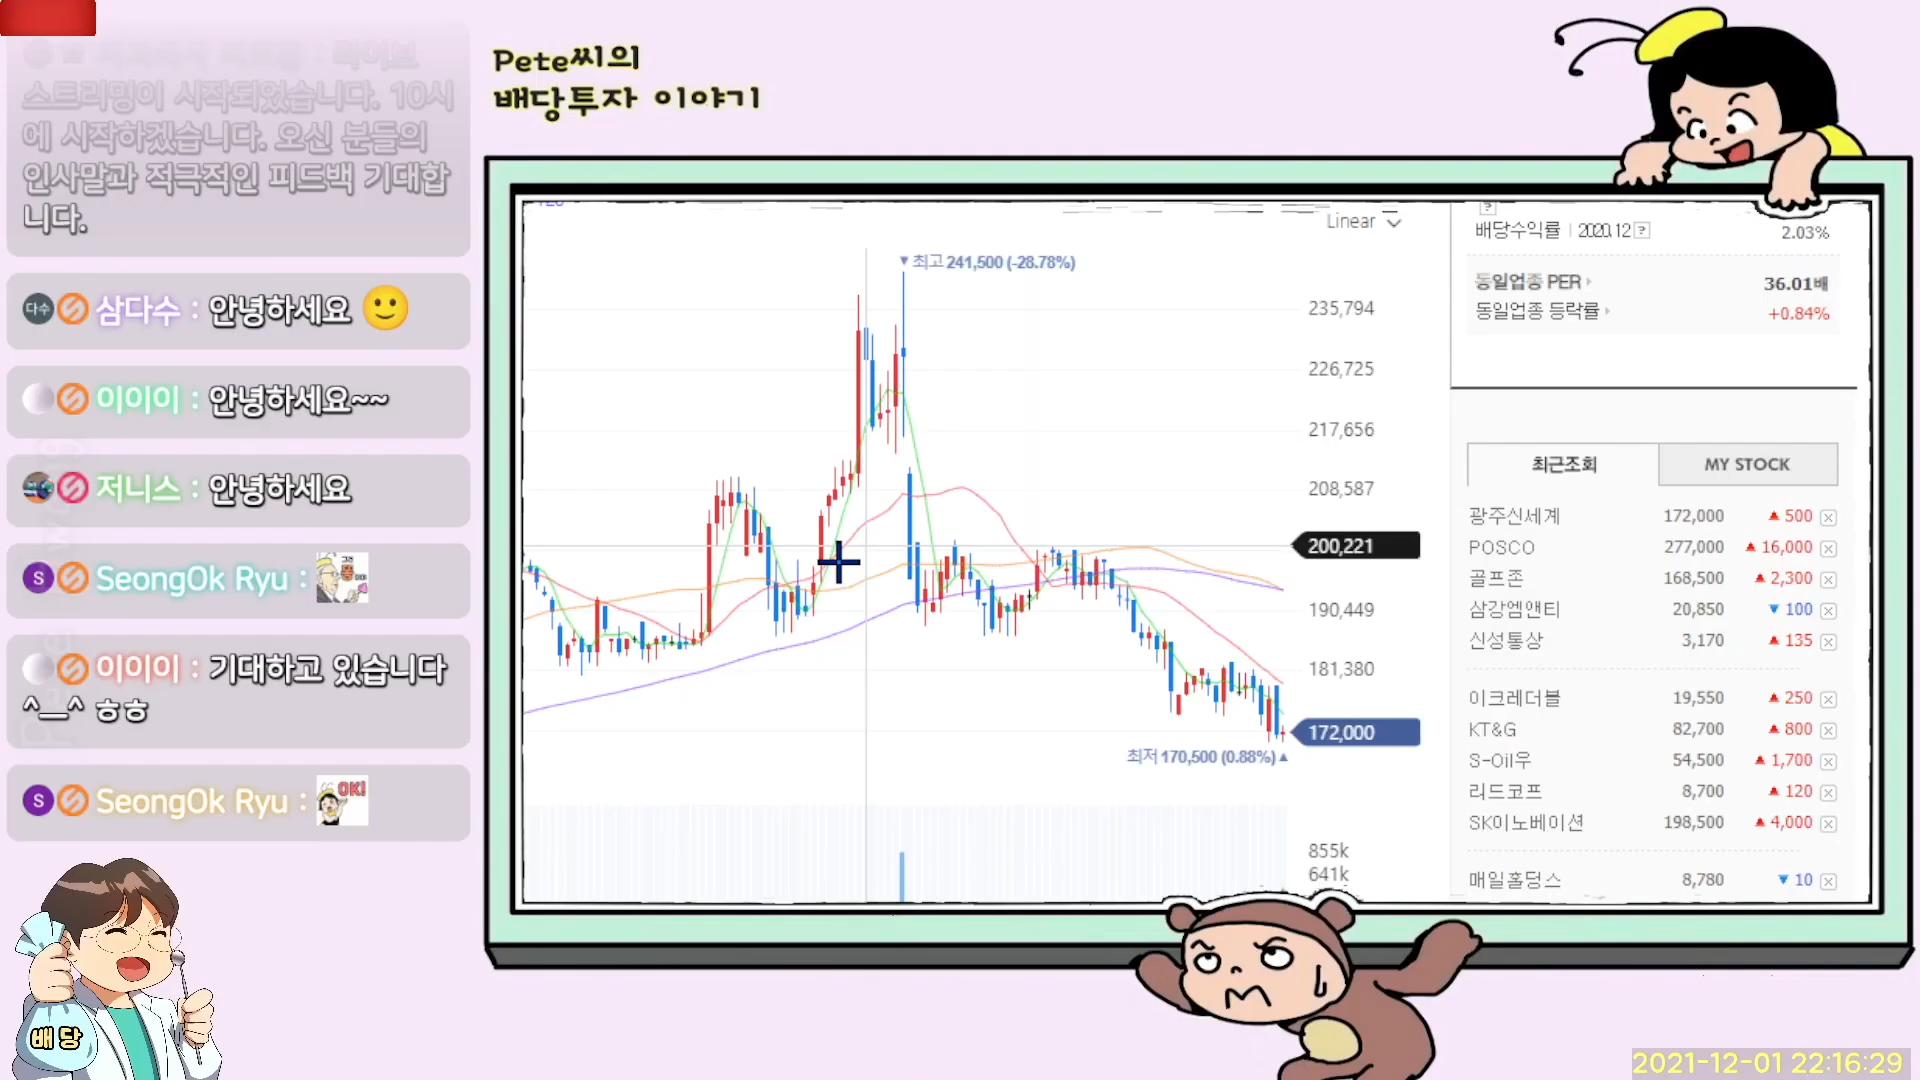 Pete씨의
배당투자 이야기
라이브
스트리밍이 시작되었습니다. 10시
에 시작하겠습니다. 오신 분들의
인사말과 적극적인 피드백 기대합
니다.
삼다수 : 안녕하세요
이이이 : 안녕하세요~~
저니스 : 안녕하세요
SeongOk Ryu :
이이이 : 기대하고 있습니다
^__^ ㅎㅎ
SeongOk Ryu : OK!
배당
Linear
▼최고 241,500 (-28.78%)
235,794
226,725
217,656
208,587
200,221
190,449
181,380
172,000
최저 170,500 (0.88%)▲
855k
641k
배당수익률 | 2020.12 ? 2.03%
동일업종 PER 36.01배
동일업종 등락률 +0.84%
최근조회 MY STOCK
광주신세계 172,000 ▲ 500
POSCO 277,000 ▲ 16,000
골프존 168,500 ▲ 2,300
삼강엠앤티 20,850 ▼ 100
신성통상 3,170 ▲ 135
이크레더블 19,550 ▲ 250
KT&G 82,700 ▲ 800
S-Oil우 54,500 ▲ 1,700
리드코프 8,700 ▲ 120
SK이노베이션 198,500 ▲ 4,000
매일홀딩스 8,780 ▼ 10
2021-12-01 22:16:29